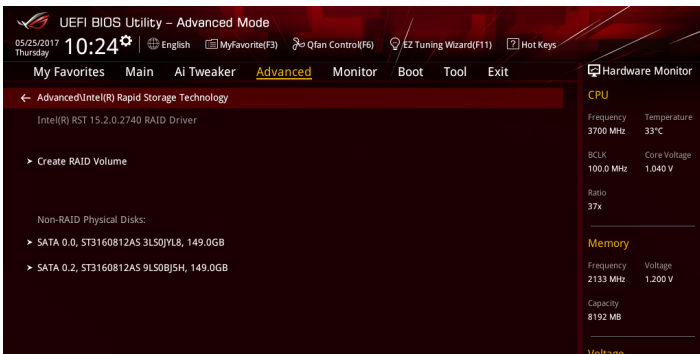 UEFI BIOS Utility – Advanced Mode
05/25/2017 Thursday 10:24 English MyFavorite(F3) Qfan Control(F6) EZ Tuning Wizard(F11) ? Hot Keys
My Favorites Main Ai Tweaker Advanced Monitor Boot Tool Exit
← Advanced\Intel(R) Rapid Storage Technology
Intel(R) RST 15.2.0.2740 RAID Driver
➤ Create RAID Volume
Non-RAID Physical Disks:
➤ SATA 0.0, ST3160812AS 3LS0JYL8, 149.0GB
➤ SATA 0.2, ST3160812AS 9LS0BJ5H, 149.0GB
Hardware Monitor
CPU
Frequency Temperature
3700 MHz 33°C
BCLK Core Voltage
100.0 MHz 1.040 V
Ratio
37x
Memory
Frequency Voltage
2133 MHz 1.200 V
Capacity
8192 MB
Voltage